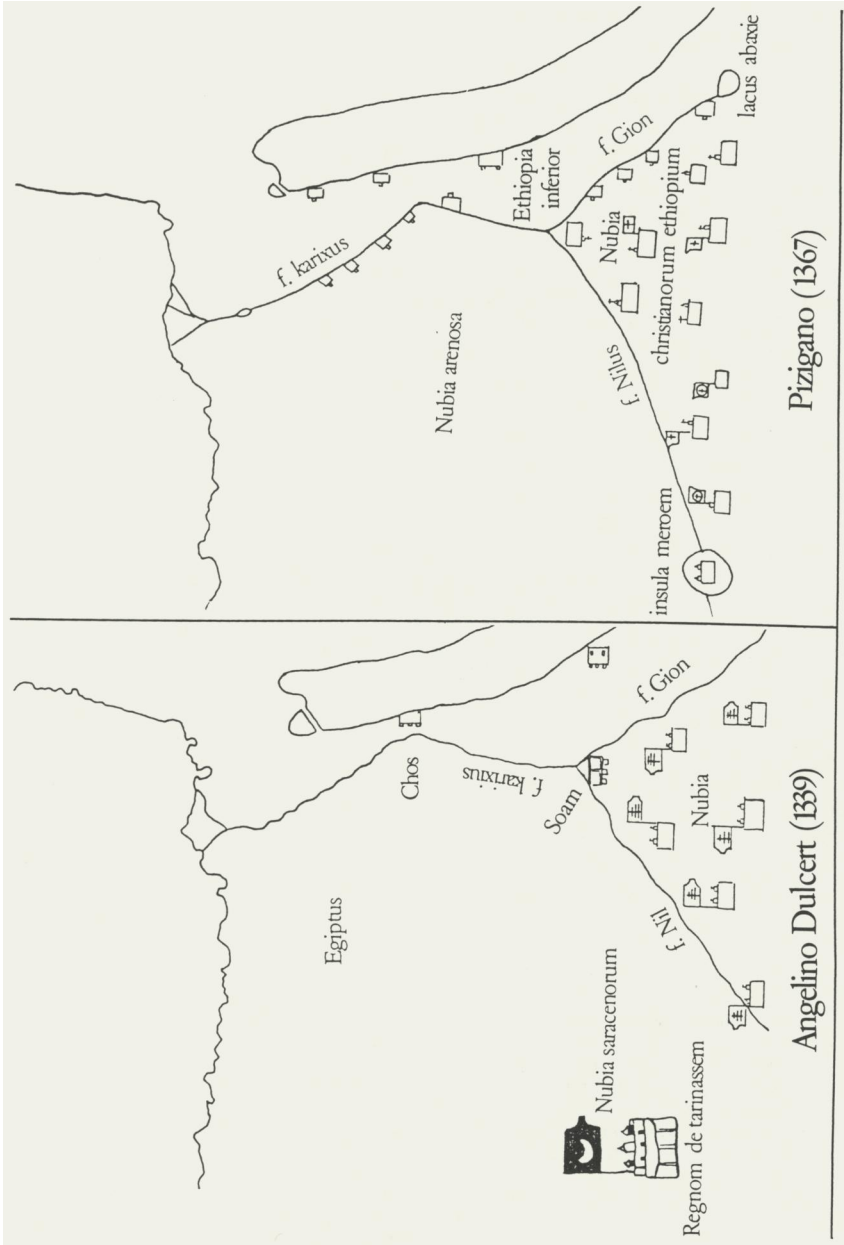 Egiptus
Chos
f. karixius
Soam
f. Gion
f. Nil
Nubia
Nubia saracenorum
Regnom de tarinassem
Angelino Dulcert (1339)
f. karixus
Nubia arenosa
Ethiopia
inferior
f. Gion
lacus abaxie
f. Nilus
Nubia
christianorum ethiopium
insula meroem
Pizigano (1367)